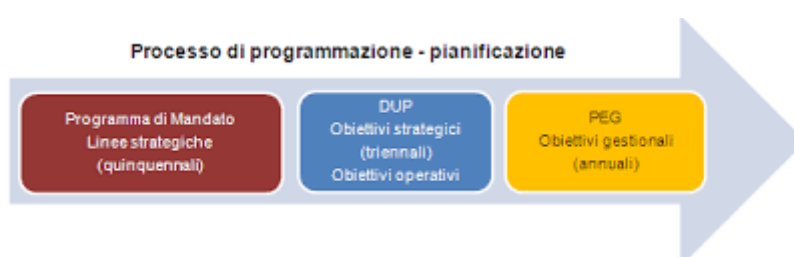 Processo di programmazione - pianificazione
Programma di Mandato
Linee strategiche
(quinquennali)
DUP
Obiettivi strategici
(triennali)
Obiettivi operativi
PEG
Obiettivi gestionali
(annuali)